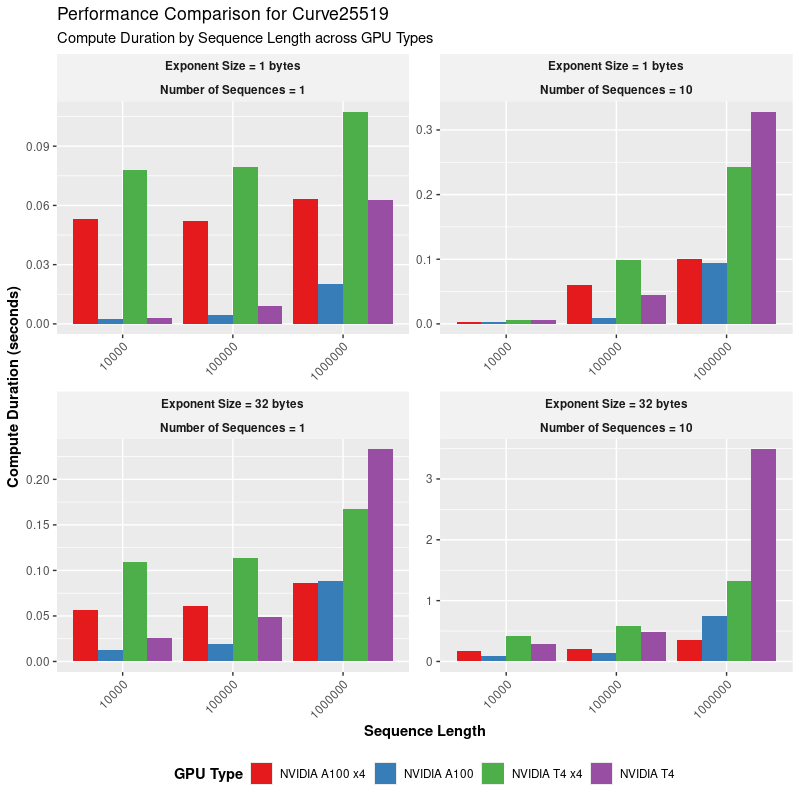 Performance Comparison for Curve25519
Compute Duration by Sequence Length across GPU Types
Exponent Size = 1 bytes
Number of Sequences = 1
Exponent Size = 1 bytes
Number of Sequences = 10
0.09
0.06
0.03
0.00
10000
100000
1000000
0.3
0.2
0.1
0.0
10000
100000
1000000
Compute Duration (seconds)
Exponent Size = 32 bytes
Number of Sequences = 1
Exponent Size = 32 bytes
Number of Sequences = 10
0.20
0.15
0.10
0.05
0.00
10000
100000
1000000
3
2
1
0
10000
100000
1000000
Sequence Length
GPU Type NVIDIA A100 x4 NVIDIA A100 NVIDIA T4 x4 NVIDIA T4